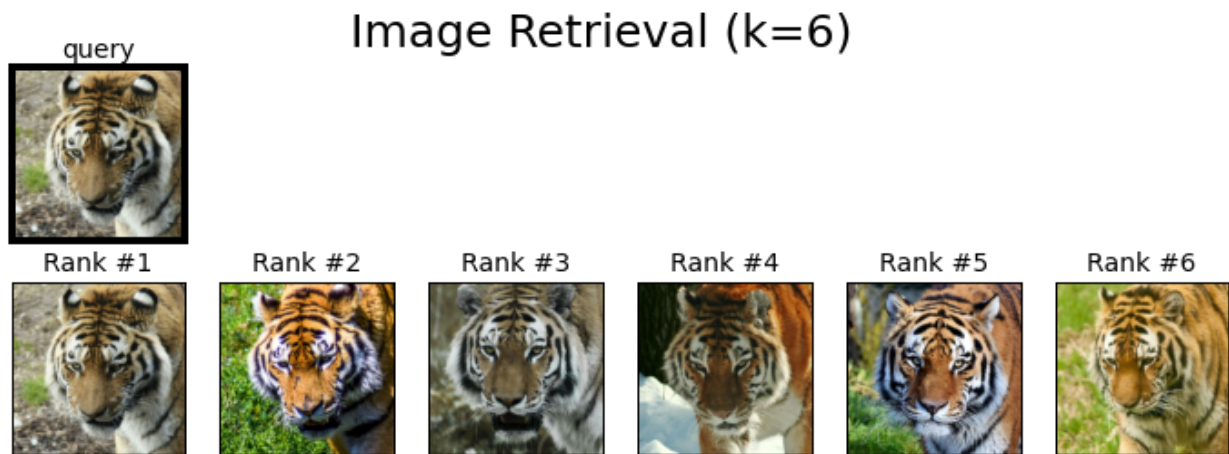 Image Retrieval (k=6)
query
Rank #1
Rank #2
Rank #3
Rank #4
Rank #5
Rank #6